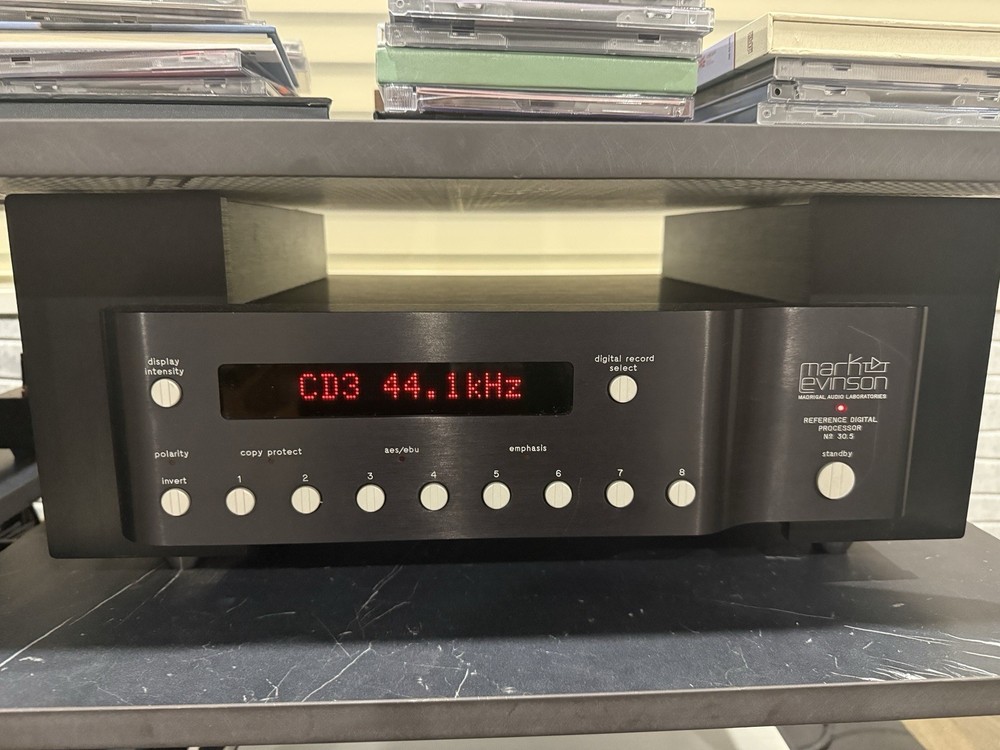 display
intensity
CD3 44.1kHz
digital record
select
mark
levinson
MADRIGAL AUDIO LABORATORIES
REFERENCE DIGITAL
PROCESSOR
Nº 30.5
standby
polarity
copy protect
aes/ebu
emphasis
invert
1
2
3
4
5
6
7
8